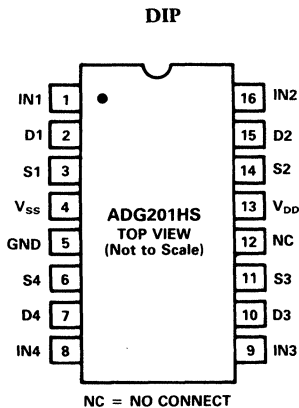 DIP
IN1 1 16 IN2
D1 2 15 D2
S1 3 14 S2
VSS 4 13 VDD
GND 5 12 NC
S4 6 11 S3
D4 7 10 D3
IN4 8 9 IN3
ADG201HS
TOP VIEW
(Not to Scale)
NC = NO CONNECT